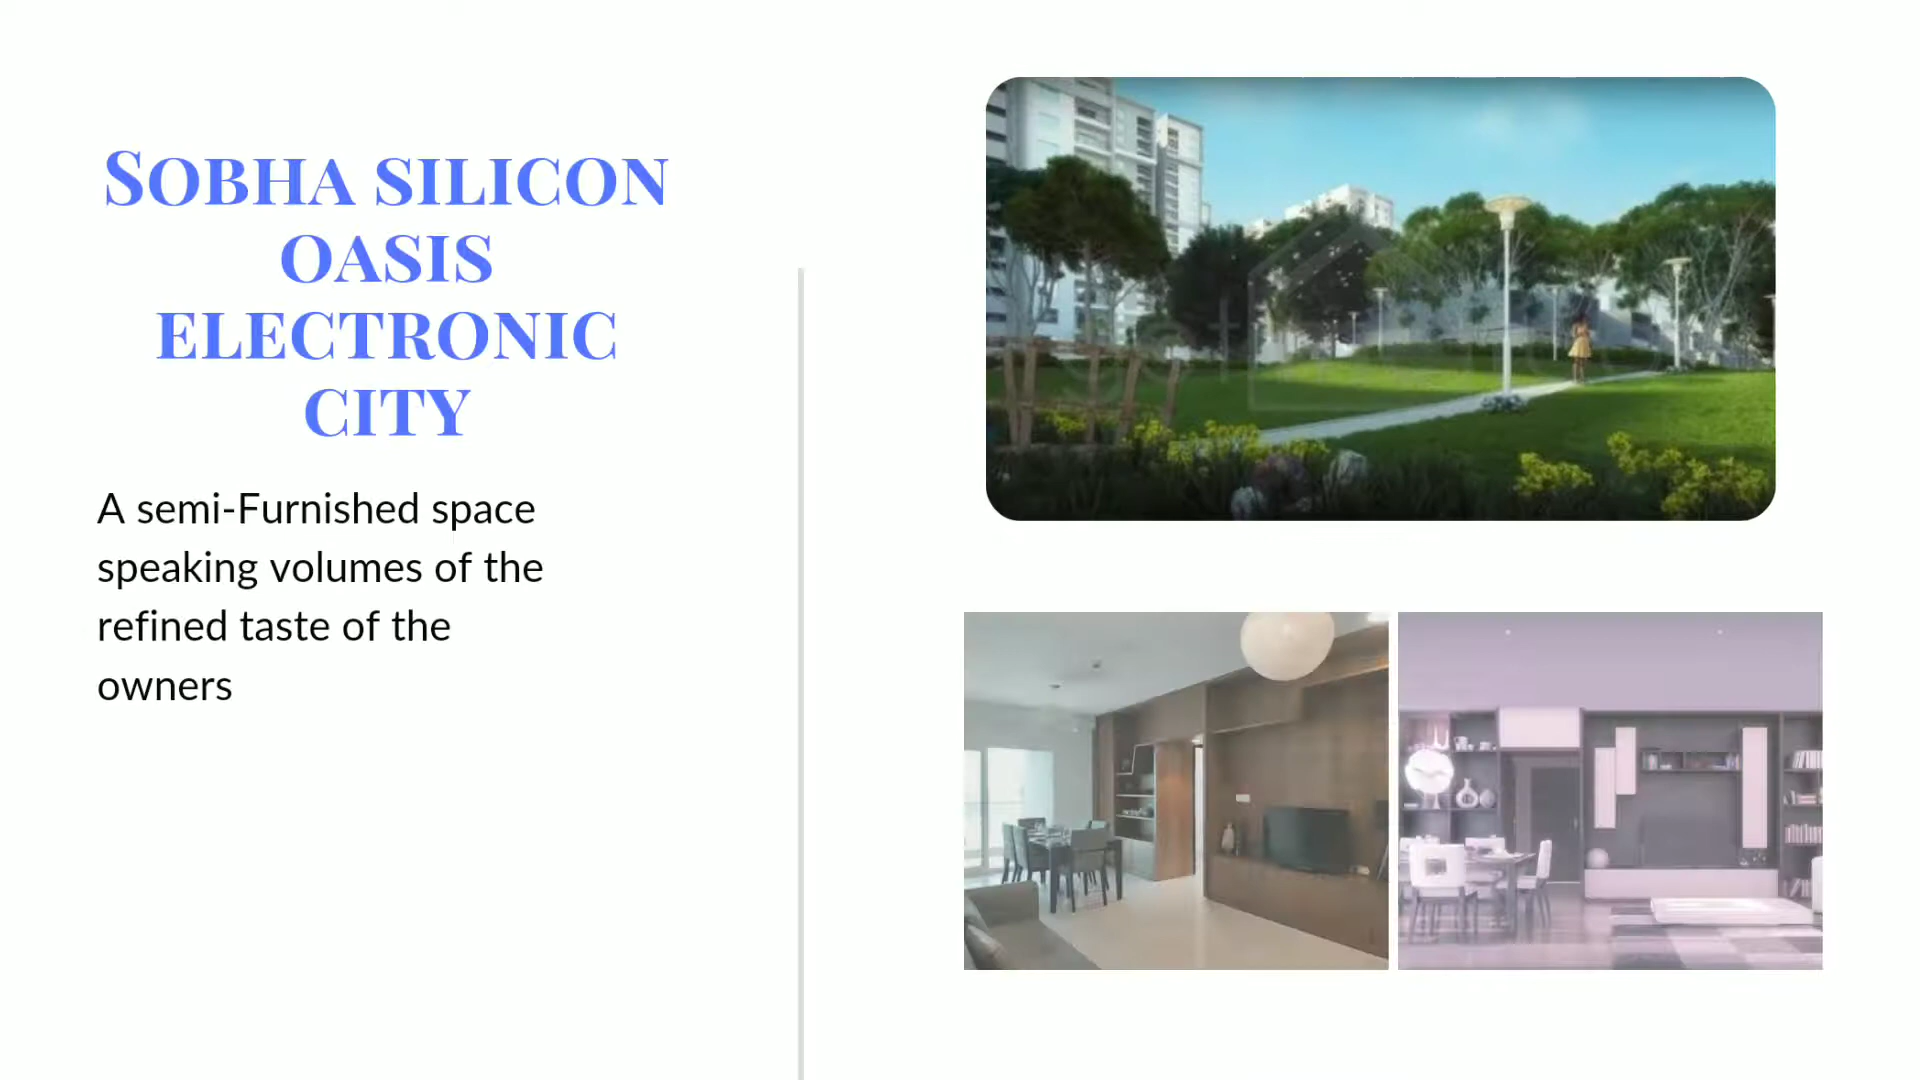 Sobha silicon
oasis
electronic
city
A semi-Furnished space
speaking volumes of the
refined taste of the
owners